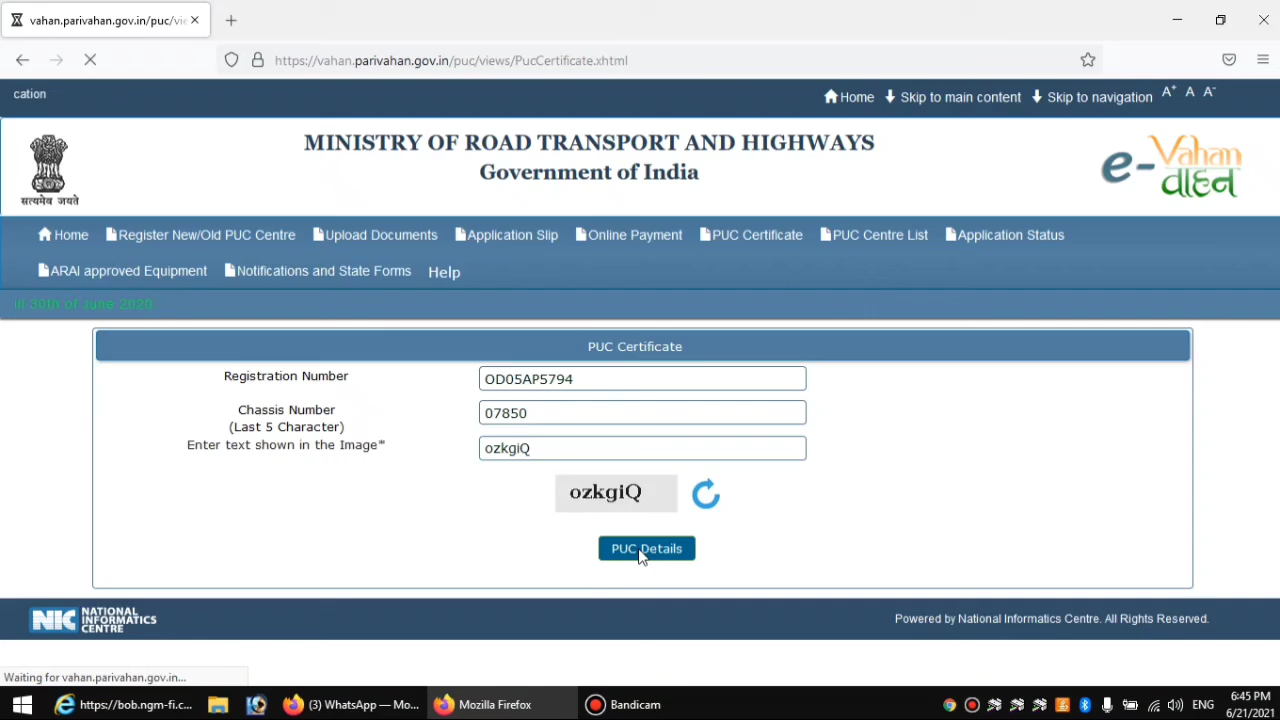 vahan.parivahan.gov.in/puc/vie
https://vahan.parivahan.gov.in/puc/views/PucCertificate.xhtml
cation
Home Skip to main content Skip to navigation A+ A A-
MINISTRY OF ROAD TRANSPORT AND HIGHWAYS
Government of India
सत्यमेव जयते
e-Vahan
वाहन
Home Register New/Old PUC Centre Upload Documents Application Slip Online Payment PUC Certificate PUC Centre List Application Status
ARAI approved Equipment Notifications and State Forms Help
ill 30th of June 2020
PUC Certificate
Registration Number OD05AP5794
Chassis Number 07850
(Last 5 Character)
Enter text shown in the Image* ozkgiQ
ozkgiQ
PUC Details
NIC NATIONAL
INFORMATICS
CENTRE
Powered by National Informatics Centre. All Rights Reserved.
Waiting for vahan.parivahan.gov.in...
https://bob.ngm-fi.c... (3) WhatsApp — Mo... Mozilla Firefox Bandicam ENG
6:45 PM
6/21/2021